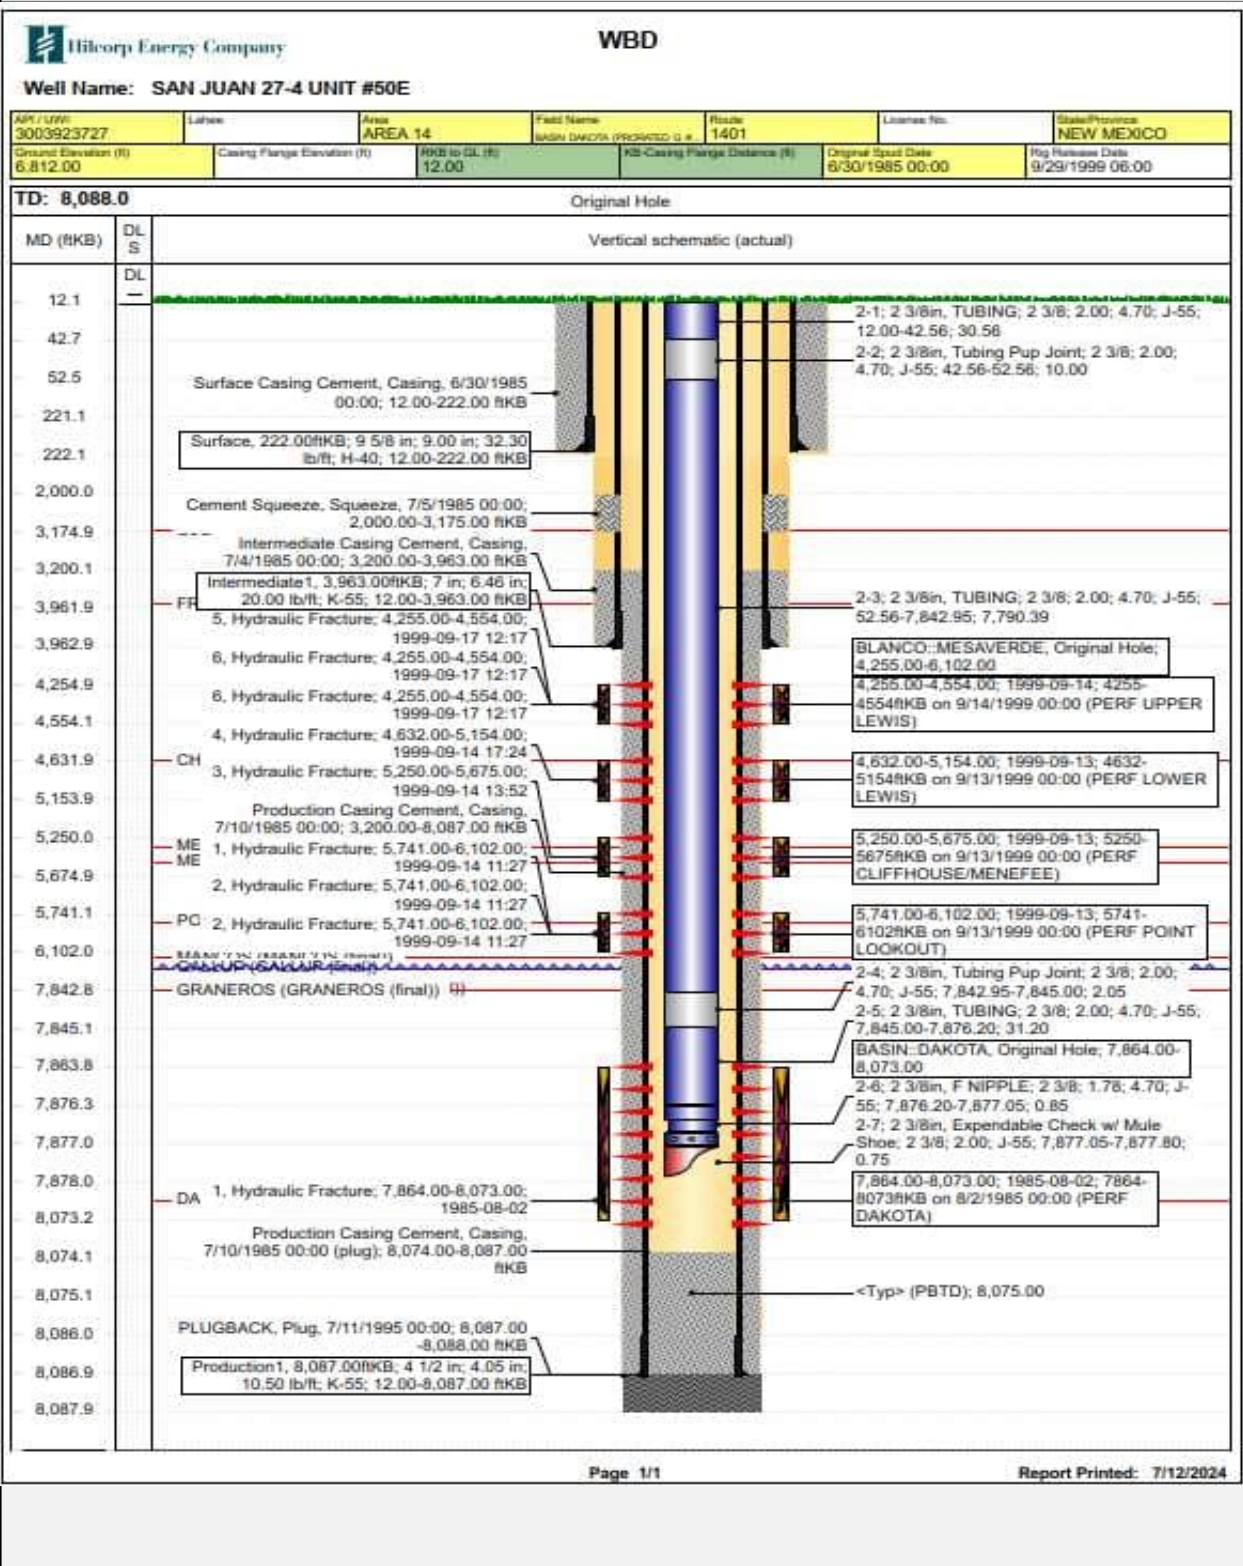 Hilcorp Energy Company
WBD
Well Name: SAN JUAN 27-4 UNIT #50E
API / UWI
3003923727
Lahee
Area
AREA 14
Field Name
BASIN DAKOTA (PRORATED G #...
Route
1401
License No.
State/Province
NEW MEXICO
Ground Elevation (ft)
6,812.00
Casing Flange Elevation (ft)
RKB to GL (ft)
12.00
KB-Casing Flange Distance (ft)
Original Spud Date
6/30/1985 00:00
Rig Release Date
9/29/1999 06:00
TD: 8,088.0
Original Hole
MD (ftKB)
DL
S
Vertical schematic (actual)
DL
12.1
42.7
52.5
221.1
222.1
2,000.0
3,174.9
3,200.1
3,961.9
3,962.9
4,254.9
4,554.1
4,631.9
5,153.9
5,250.0
5,674.9
5,741.1
6,102.0
7,842.8
7,845.1
7,863.8
7,876.3
7,877.0
7,878.0
8,073.2
8,074.1
8,075.1
8,086.0
8,086.9
8,087.9
Surface Casing Cement, Casing, 6/30/1985
00:00; 12.00-222.00 ftKB
Surface, 222.00ftKB; 9 5/8 in; 9.00 in; 32.30
lb/ft; H-40; 12.00-222.00 ftKB
Cement Squeeze, Squeeze, 7/5/1985 00:00;
2,000.00-3,175.00 ftKB
Intermediate Casing Cement, Casing,
7/4/1985 00:00; 3,200.00-3,963.00 ftKB
Intermediate1, 3,963.00ftKB; 7 in; 6.46 in;
20.00 lb/ft; K-55; 12.00-3,963.00 ftKB
FR
5, Hydraulic Fracture; 4,255.00-4,554.00;
1999-09-17 12:17
6, Hydraulic Fracture; 4,255.00-4,554.00;
1999-09-17 12:17
6, Hydraulic Fracture; 4,255.00-4,554.00;
1999-09-17 12:17
4, Hydraulic Fracture; 4,632.00-5,154.00;
1999-09-14 17:24
CH
3, Hydraulic Fracture; 5,250.00-5,675.00;
1999-09-14 13:52
Production Casing Cement, Casing,
7/10/1985 00:00; 3,200.00-8,087.00 ftKB
ME
ME
1, Hydraulic Fracture; 5,741.00-6,102.00;
1999-09-14 11:27
2, Hydraulic Fracture; 5,741.00-6,102.00;
1999-09-14 11:27
PO
2, Hydraulic Fracture; 5,741.00-6,102.00;
1999-09-14 11:27
MANCOS (MANCOS (final))
GALLUP (GALLUP (final))
GRANEROS (GRANEROS (final))
DA
1, Hydraulic Fracture; 7,864.00-8,073.00;
1985-08-02
Production Casing Cement, Casing,
7/10/1985 00:00 (plug); 8,074.00-8,087.00
ftKB
PLUGBACK, Plug, 7/11/1995 00:00; 8,087.00
-8,088.00 ftKB
Production1, 8,087.00ftKB; 4 1/2 in; 4.05 in;
10.50 lb/ft; K-55; 12.00-8,087.00 ftKB
2-1; 2 3/8in, TUBING; 2 3/8; 2.00; 4.70; J-55;
12.00-42.56; 30.56
2-2; 2 3/8in, Tubing Pup Joint; 2 3/8; 2.00;
4.70; J-55; 42.56-52.56; 10.00
2-3; 2 3/8in, TUBING; 2 3/8; 2.00; 4.70; J-55;
52.56-7,842.95; 7,790.39
BLANCO::MESAVERDE, Original Hole;
4,255.00-6,102.00
4,255.00-4,554.00; 1999-09-14; 4255-
4554ftKB on 9/14/1999 00:00 (PERF UPPER
LEWIS)
4,632.00-5,154.00; 1999-09-13; 4632-
5154ftKB on 9/13/1999 00:00 (PERF LOWER
LEWIS)
5,250.00-5,675.00; 1999-09-13; 5250-
5675ftKB on 9/13/1999 00:00 (PERF
CLIFFHOUSE/MENEFEE)
5,741.00-6,102.00; 1999-09-13; 5741-
6102ftKB on 9/13/1999 00:00 (PERF POINT
LOOKOUT)
2-4; 2 3/8in, Tubing Pup Joint; 2 3/8; 2.00;
4.70; J-55; 7,842.95-7,845.00; 2.05
2-5; 2 3/8in, TUBING; 2 3/8; 2.00; 4.70; J-55;
7,845.00-7,876.20; 31.20
BASIN::DAKOTA, Original Hole; 7,864.00-
8,073.00
2-6; 2 3/8in, F NIPPLE; 2 3/8; 1.78; 4.70; J-
55; 7,876.20-7,877.05; 0.85
2-7; 2 3/8in, Expendable Check w/ Mule
Shoe; 2 3/8; 2.00; J-55; 7,877.05-7,877.80;
0.75
7,864.00-8,073.00; 1985-08-02; 7864-
8073ftKB on 8/2/1985 00:00 (PERF
DAKOTA)
<Typ> (PBTD); 8,075.00
Page 1/1
Report Printed: 7/12/2024